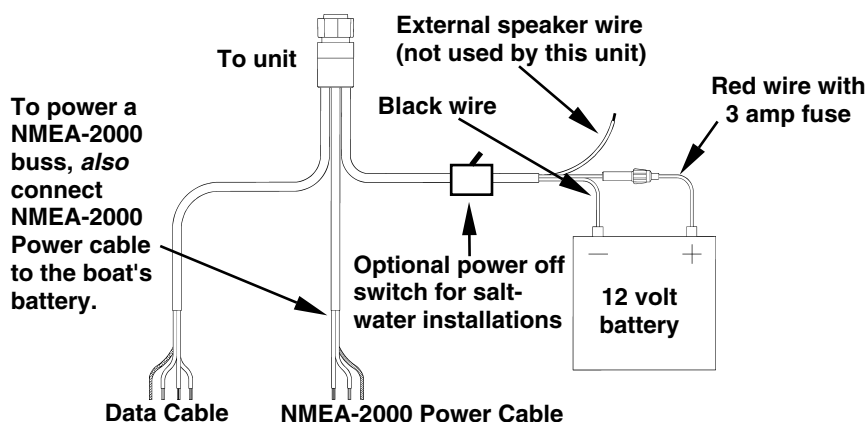 External speaker wire
(not used by this unit)
To unit
Black wire
Red wire with
3 amp fuse
To power a
NMEA-2000
buss, also
connect
NMEA-2000
Power cable
to the boat's
battery.
Optional power off
switch for salt-
water installations
12 volt
battery
Data Cable
NMEA-2000 Power Cable